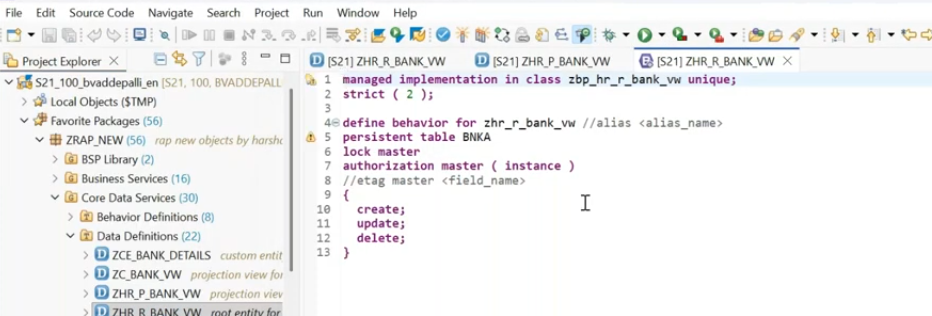 File Edit Source Code Navigate Search Project Run Window Help
Project Explorer
[S21] ZHR_R_BANK_VW
[S21] ZHR_P_BANK_VW
[S21] ZHR_R_BANK_VW
S21_100_bvaddepalli_en [S21, 100, BVADDEPALL
Local Objects ($TMP)
Favorite Packages (56)
ZRAP_NEW (56) rap new objects by harsh
BSP Library (2)
Business Services (16)
Core Data Services (30)
Behavior Definitions (8)
Data Definitions (22)
ZCE_BANK_DETAILS custom entit
ZC_BANK_VW projection view for
ZHR_P_BANK_VW projection view
ZHR_R_BANK_VW root entity for
1 managed implementation in class zbp_hr_r_bank_vw unique;
2 strict ( 2 );
3
4 define behavior for zhr_r_bank_vw //alias <alias_name>
5 persistent table BNKA
6 lock master
7 authorization master ( instance )
8 //etag master <field_name>
9 {
10 create;
11 update;
12 delete;
13 }